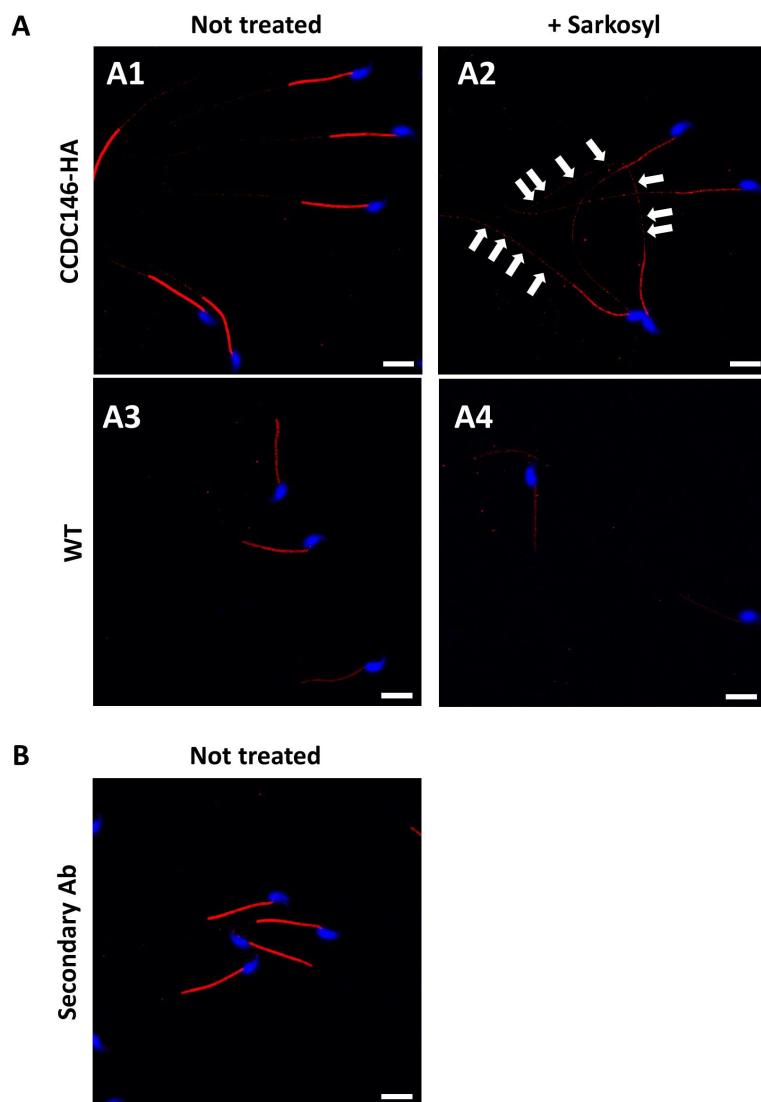 A
Not treated
+ Sarkosyl
CCDC146-HA
A1
A2
WT
A3
A4
B
Not treated
Secondary Ab